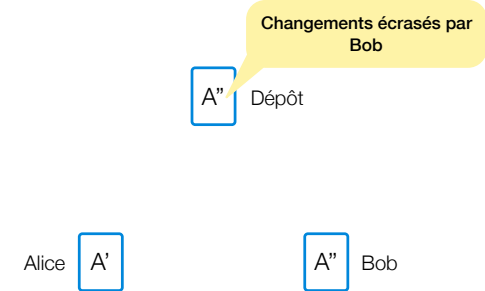 Changements écrasés par
Bob
A” Dépôt
Alice A’ A” Bob